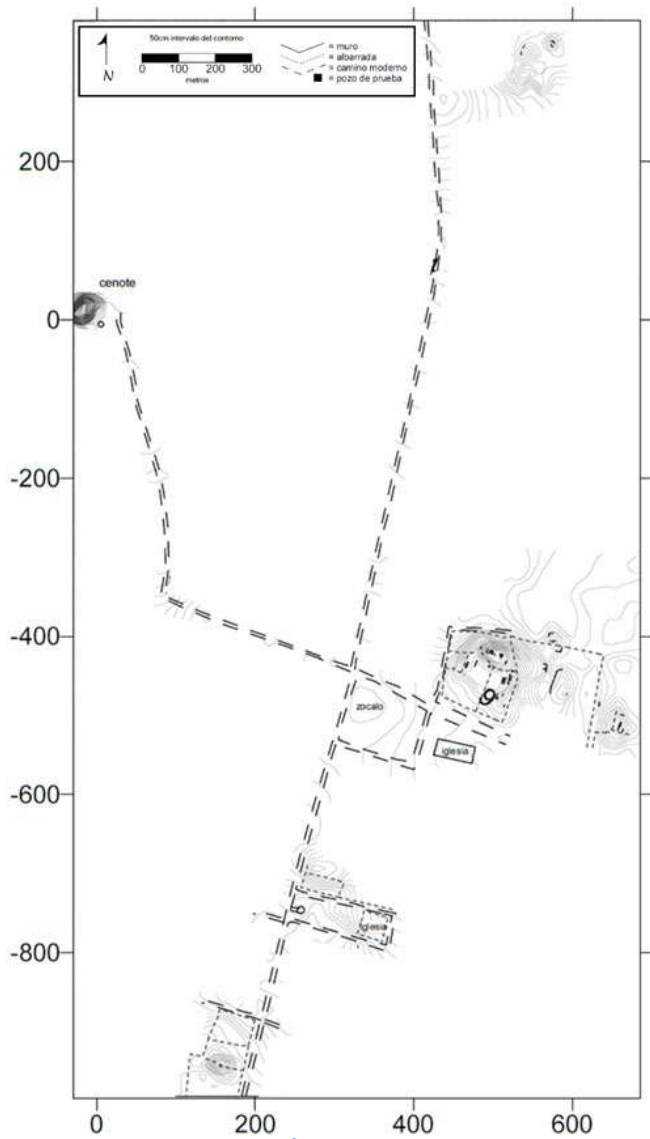 50cm intervalo del contorno
N
0 100 200 300
metros
= muro
= albarrada
= camino moderno
= pozo de prueba
200
cenote
0
-200
-400
zocalo
iglesia
-600
iglesia
-800
0 200 400 600